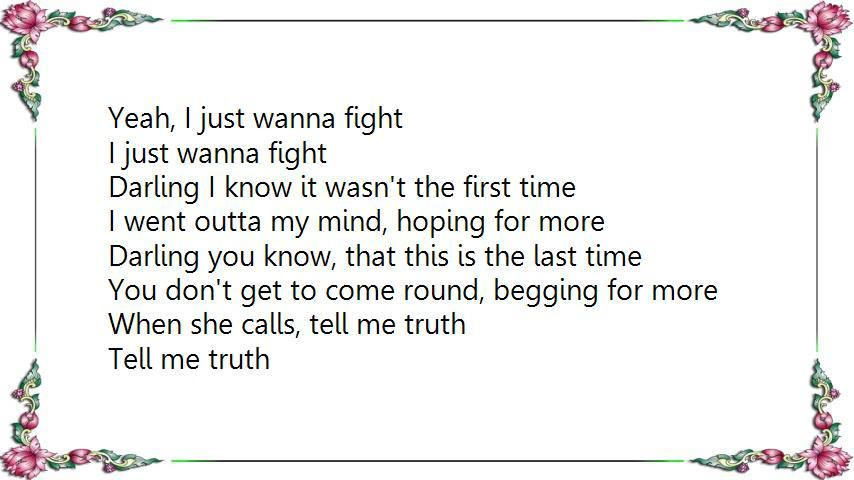 Yeah, I just wanna fight
I just wanna fight
Darling I know it wasn't the first time
I went outta my mind, hoping for more
Darling you know, that this is the last time
You don't get to come round, begging for more
When she calls, tell me truth
Tell me truth